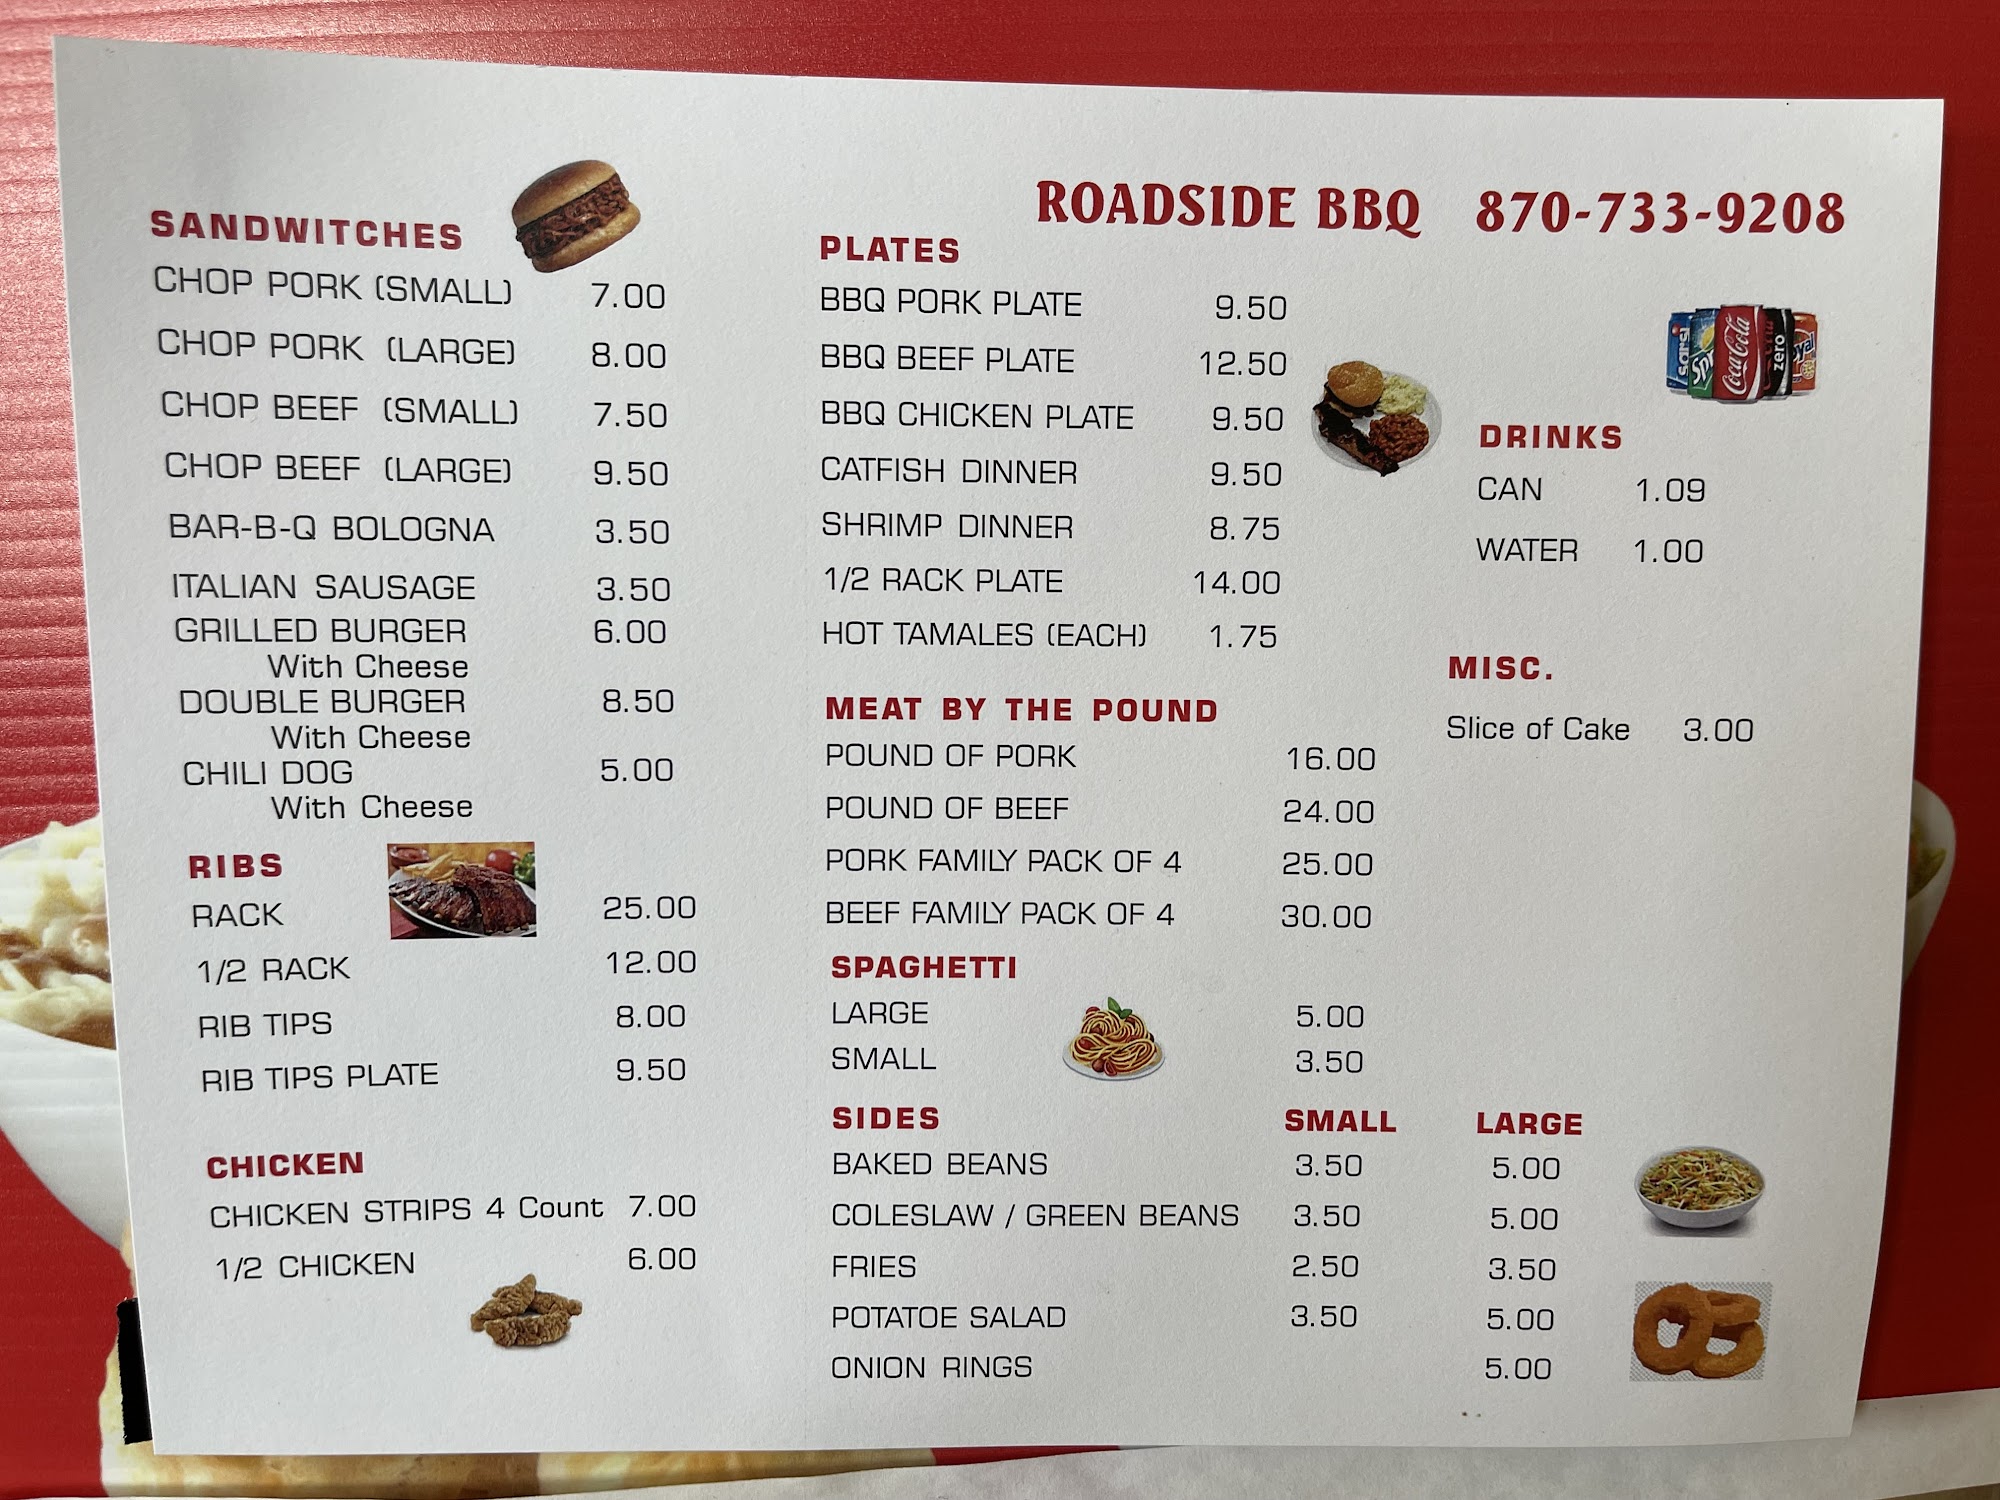 ROADSIDE BBQ 870-733-9208
SANDWITCHES
CHOP PORK (SMALL) 7.00
CHOP PORK (LARGE) 8.00
CHOP BEEF (SMALL) 7.50
CHOP BEEF (LARGE) 9.50
BAR-B-Q BOLOGNA 3.50
ITALIAN SAUSAGE 3.50
GRILLED BURGER 6.00
With Cheese
DOUBLE BURGER 8.50
With Cheese
CHILI DOG 5.00
With Cheese
RIBS
RACK 25.00
1/2 RACK 12.00
RIB TIPS 8.00
RIB TIPS PLATE 9.50
CHICKEN
CHICKEN STRIPS 4 Count 7.00
1/2 CHICKEN 6.00
PLATES
BBQ PORK PLATE 9.50
BBQ BEEF PLATE 12.50
BBQ CHICKEN PLATE 9.50
CATFISH DINNER 9.50
SHRIMP DINNER 8.75
1/2 RACK PLATE 14.00
HOT TAMALES (EACH) 1.75
MEAT BY THE POUND
POUND OF PORK 16.00
POUND OF BEEF 24.00
PORK FAMILY PACK OF 4 25.00
BEEF FAMILY PACK OF 4 30.00
SPAGHETTI
LARGE 5.00
SMALL 3.50
SIDES SMALL LARGE
BAKED BEANS 3.50 5.00
COLESLAW / GREEN BEANS 3.50 5.00
FRIES 2.50 3.50
POTATOE SALAD 3.50 5.00
ONION RINGS 5.00
sarsi Coca-Cola zero
DRINKS
CAN 1.09
WATER 1.00
MISC.
Slice of Cake 3.00